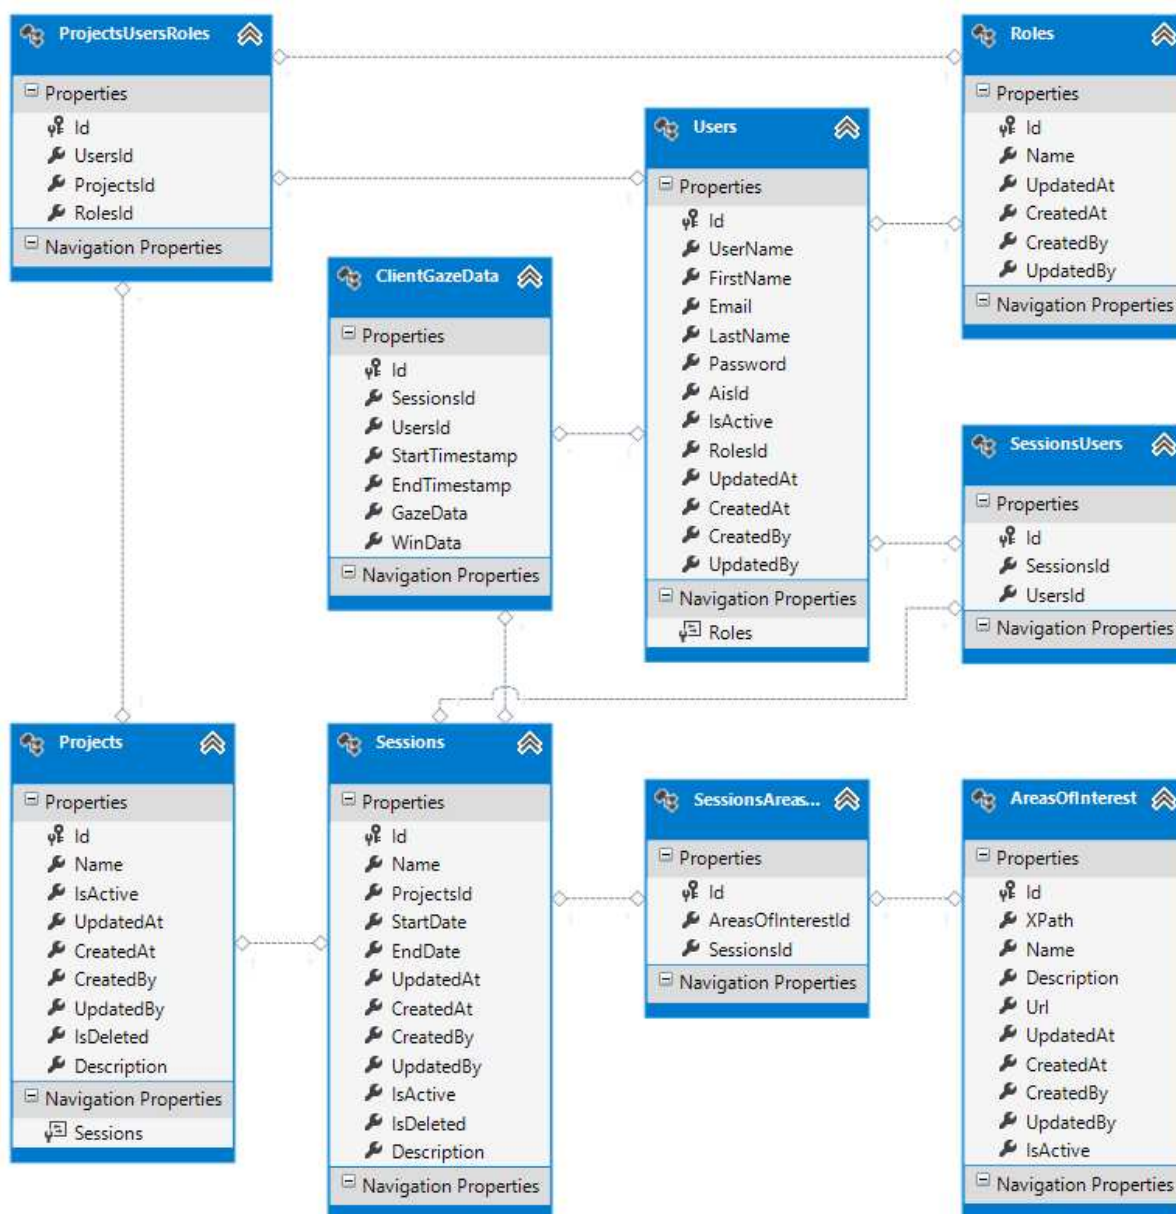 ProjectsUsersRoles
Properties
Id
UsersId
ProjectsId
RolesId
Navigation Properties
Roles
Properties
Id
Name
UpdatedAt
CreatedAt
CreatedBy
UpdatedBy
Navigation Properties
Users
Properties
Id
UserName
FirstName
Email
LastName
Password
AisId
IsActive
RolesId
UpdatedAt
CreatedAt
CreatedBy
UpdatedBy
Navigation Properties
Roles
ClientGazeData
Properties
Id
SessionsId
UsersId
StartTimestamp
EndTimestamp
GazeData
WinData
Navigation Properties
SessionsUsers
Properties
Id
SessionsId
UsersId
Navigation Properties
Projects
Properties
Id
Name
IsActive
UpdatedAt
CreatedAt
CreatedBy
UpdatedBy
IsDeleted
Description
Navigation Properties
Sessions
Sessions
Properties
Id
Name
ProjectsId
StartDate
EndDate
UpdatedAt
CreatedAt
CreatedBy
UpdatedBy
IsActive
IsDeleted
Description
Navigation Properties
SessionsAreas...
Properties
Id
AreasOfInterestId
SessionsId
Navigation Properties
AreasOfInterest
Properties
Id
XPath
Name
Description
Url
UpdatedAt
CreatedAt
CreatedBy
UpdatedBy
IsActive
Navigation Properties